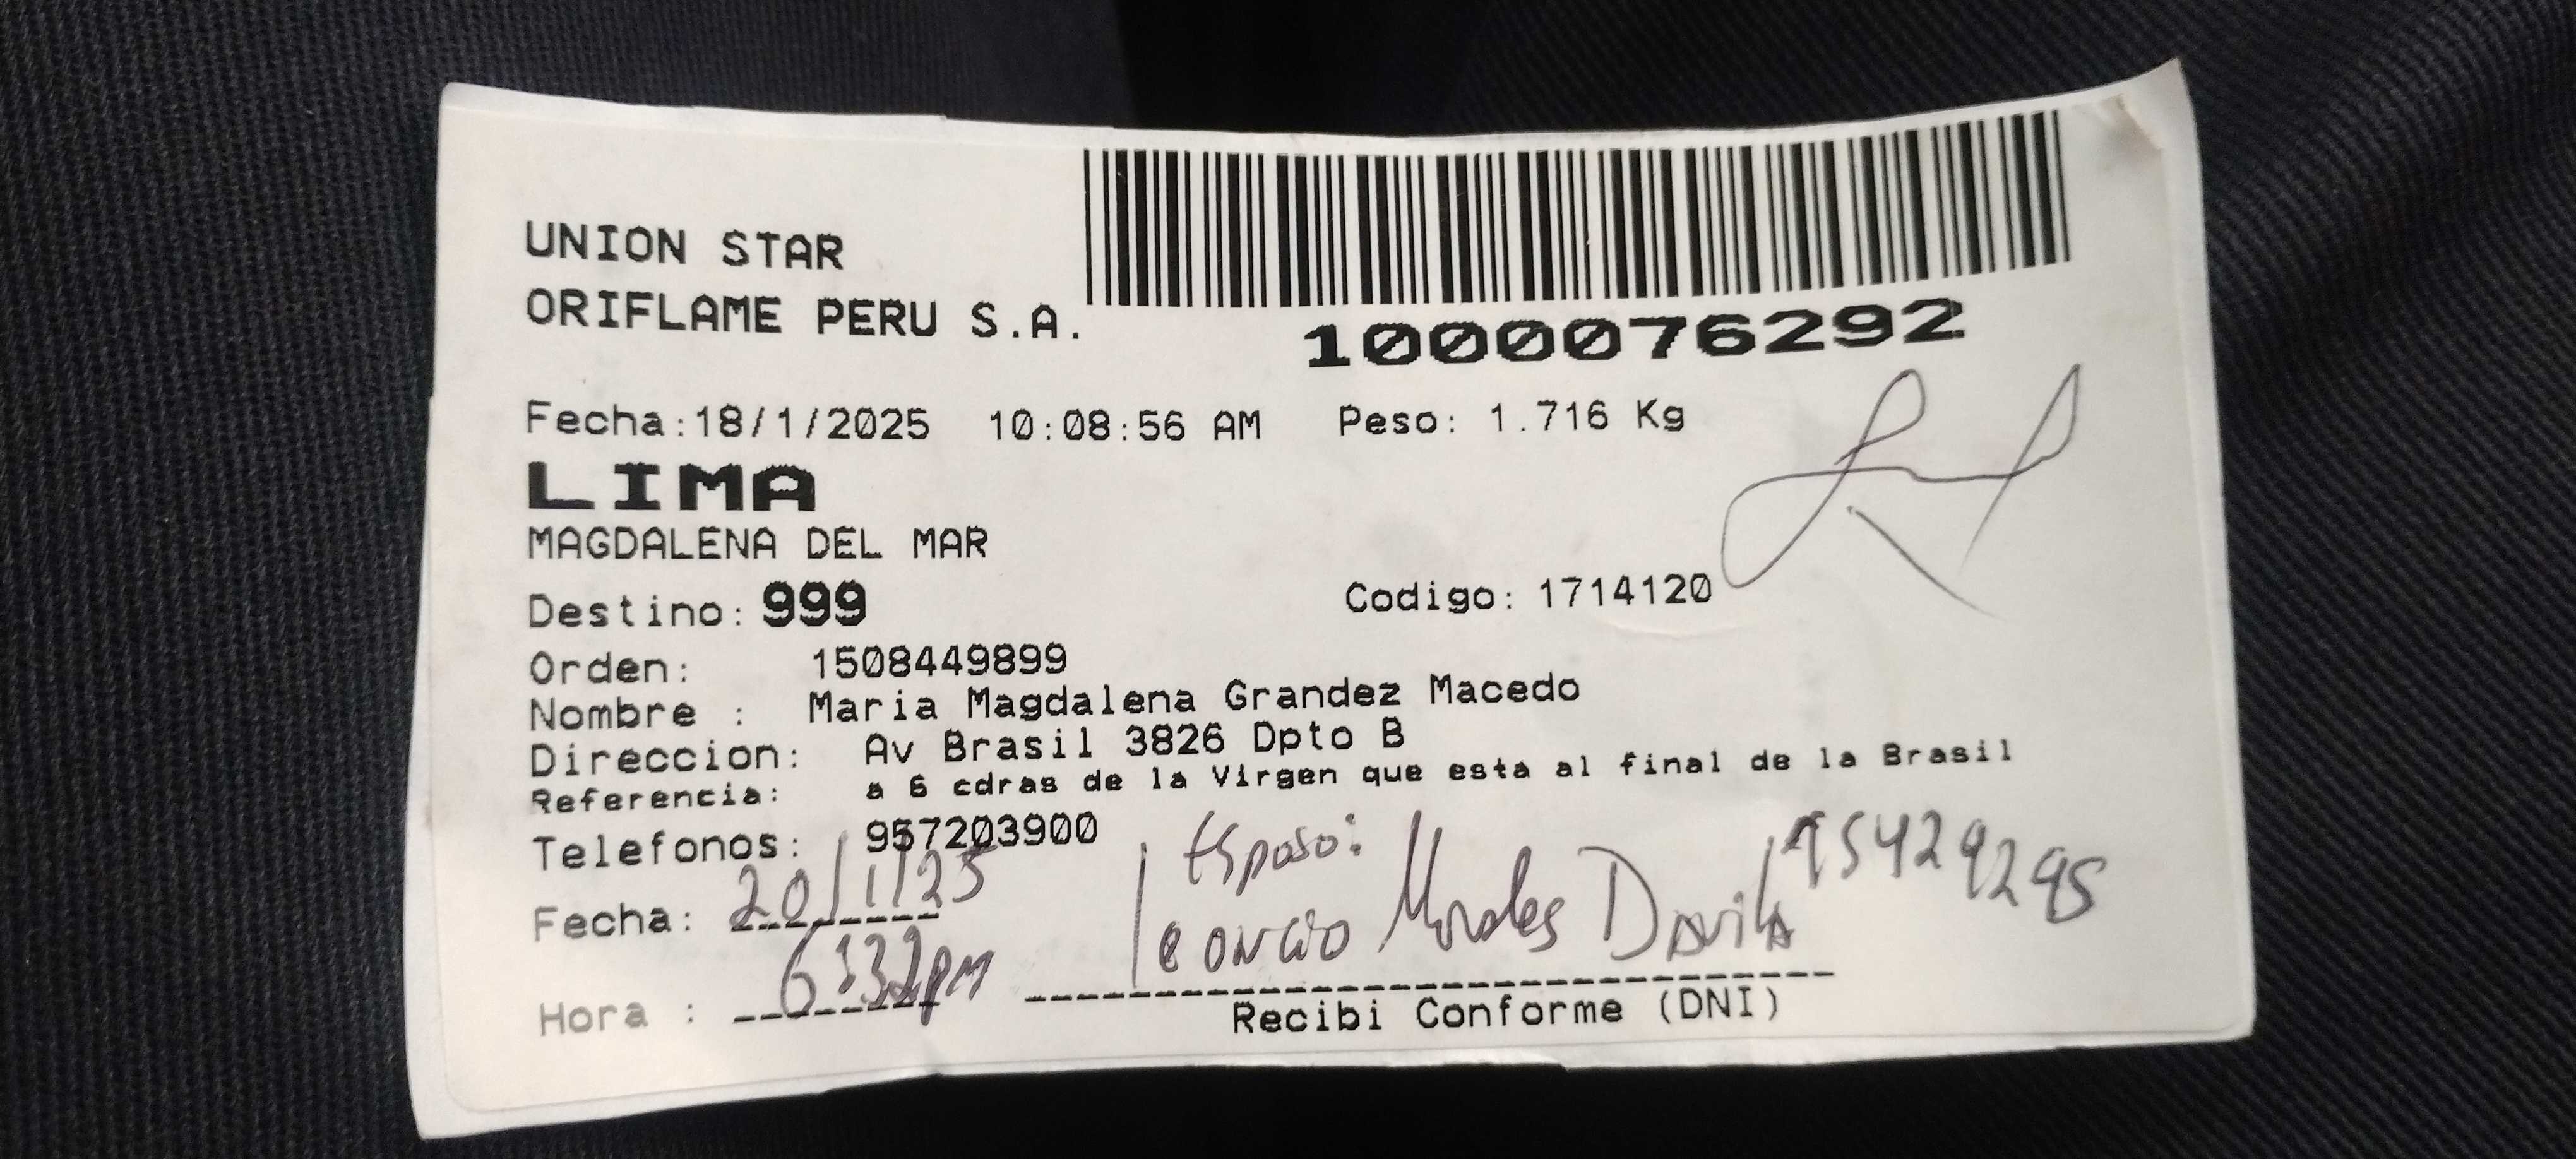 UNION STAR
ORIFLAME PERU S.A.
1000076292
Fecha:18/1/2025 10:08:56 AM Peso: 1.716 Kg
LIMA
MAGDALENA DEL MAR
Destino: 999 Codigo: 1714120
Orden: 1508449899
Nombre : Maria Magdalena Grandez Macedo
Direccion: Av Brasil 3826 Dpto B
Referencia: a 6 cdras de la Virgen que esta al final de la Brasil
Telefonos: 957203900
Esposo:
Fecha: 20/1/25
Leoncio Morales Davila 95429295
Hora : 6:32pm
Recibi Conforme (DNI)